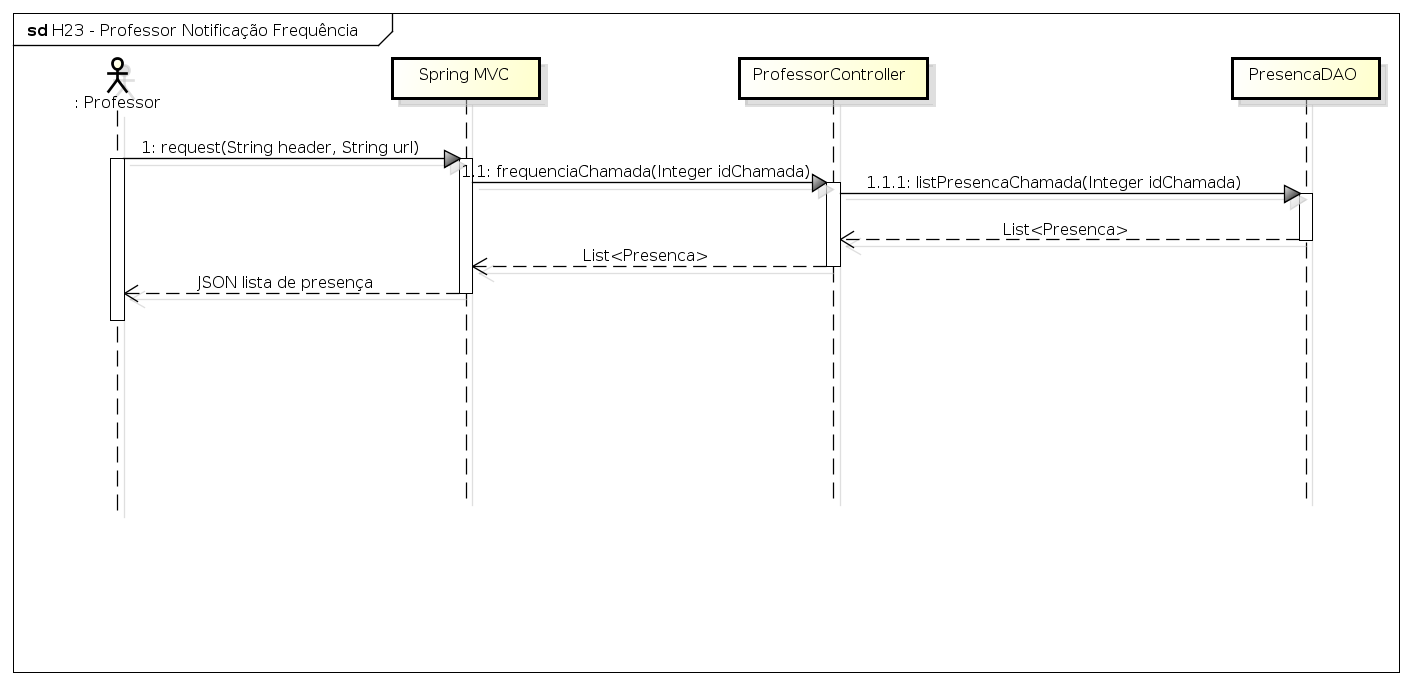 sd H23 - Professor Notificação Frequência
: Professor
Spring MVC
ProfessorController
PresencaDAO
1: request(String header, String url)
1.1: frequenciaChamada(Integer idChamada)
1.1.1: listPresencaChamada(Integer idChamada)
List<Presenca>
List<Presenca>
JSON lista de presença